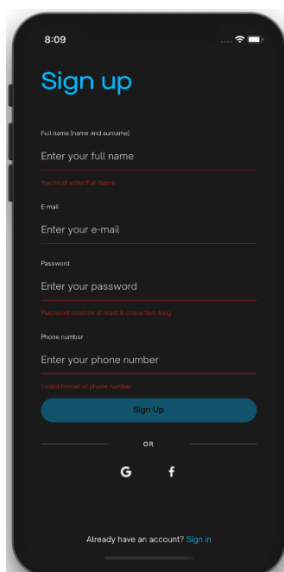 8:09
Sign up
Full name (name and surname)
Enter your full name
You must enter Full Name
E-mail
Enter your e-mail
Password
Enter your password
Password must be at least 8 characters long
Phone number
Enter your phone number
Invalid format of phone number
Sign Up
OR
G f
Already have an account? Sign in